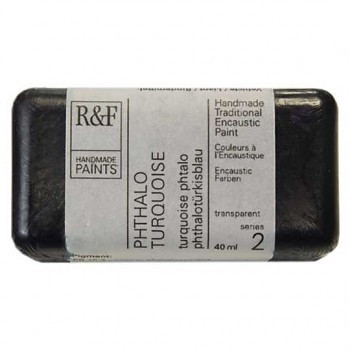 R&F
HANDMADE
PAINTS
PHTHALO
TURQUOISE
turquoise phtalo
phthalotürkisblau
Handmade
Traditional
Encaustic
Paint
Couleurs à
l'Encaustique
Encaustic
Farben
transparent
series
40 ml 2